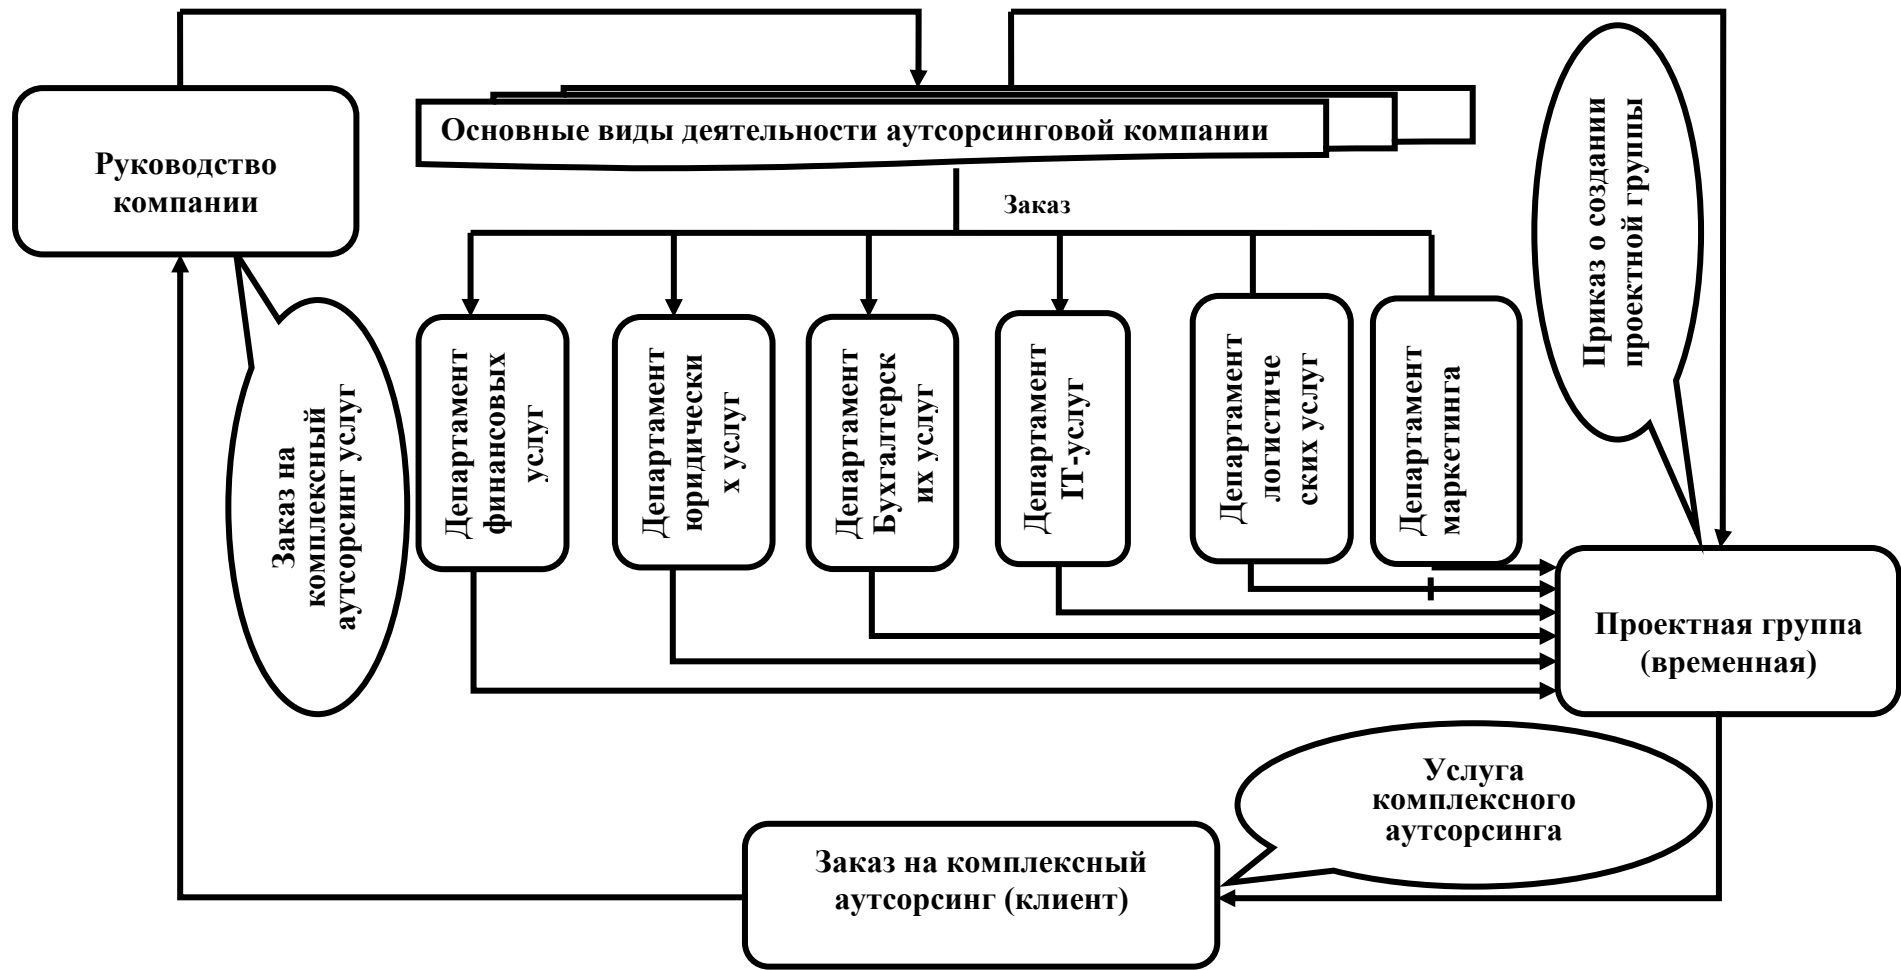 Основные виды деятельности аутсорсинговой компании
Руководство
компании
Заказ
Приказ о создании
проектной группы
Заказ на
комплексный
аутсорсинг услуг
Департамент
финансовых
услуг
Департамент
юридически
х услуг
Департамент
Бухгалтерск
их услуг
Департамент
IT-услуг
Департамент
логистиче
ских услуг
Департамент
маркетинга
Проектная группа
(временная)
Услуга
комплексного
аутсорсинга
Заказ на комплексный
аутсорсинг (клиент)